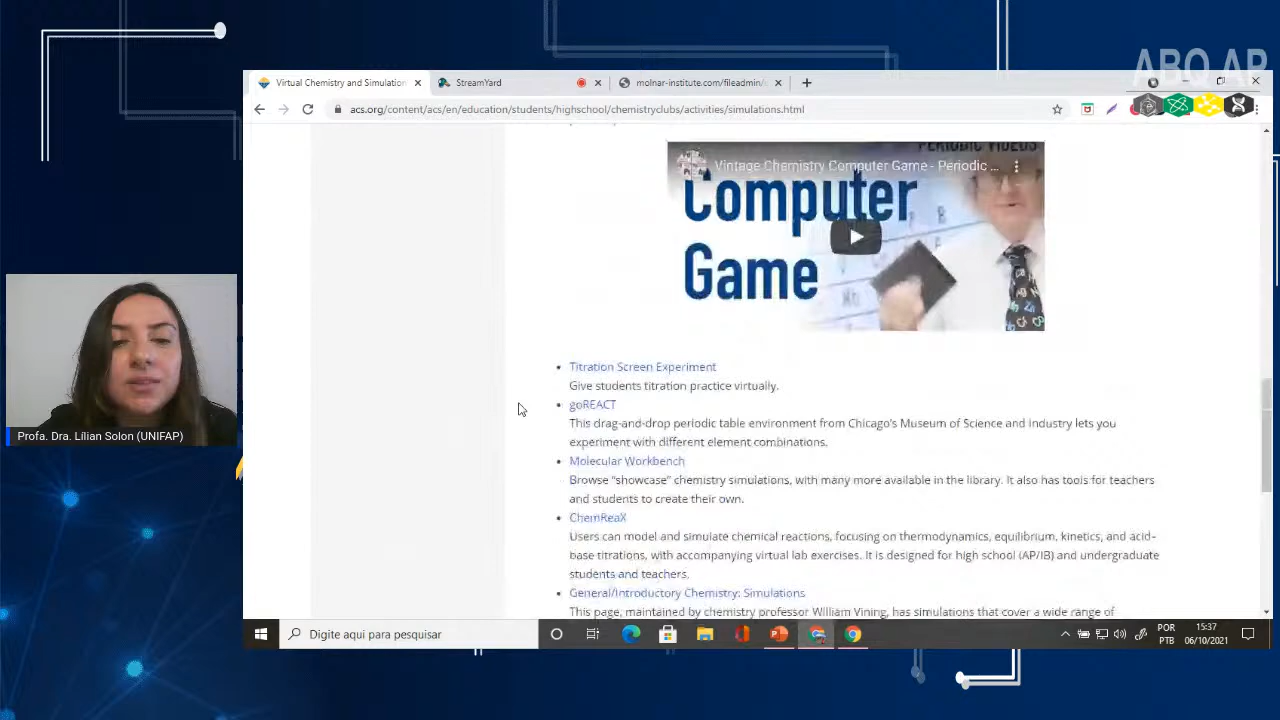 ABQ AP
Virtual Chemistry and Simulation
StreamYard
molnar-institute.com/fileadmin/
acs.org/content/acs/en/education/students/highschool/chemistryclubs/activities/simulations.html
PERIODIC VIDEOS
Vintage Chemistry Computer Game - Periodic ...
Computer
Game
Titration Screen Experiment
Give students titration practice virtually.
goREACT
This drag-and-drop periodic table environment from Chicago's Museum of Science and Industry lets you
experiment with different element combinations.
Molecular Workbench
Browse “showcase” chemistry simulations, with many more available in the library. It also has tools for teachers
and students to create their own.
ChemReaX
Users can model and simulate chemical reactions, focusing on thermodynamics, equilibrium, kinetics, and acid-
base titrations, with accompanying virtual lab exercises. It is designed for high school (AP/IB) and undergraduate
students and teachers.
General/Introductory Chemistry: Simulations
This page, maintained by chemistry professor William Vining, has simulations that cover a wide range of
Profa. Dra. Lílian Solon (UNIFAP)
Digite aqui para pesquisar
POR
PTB
15:37
06/10/2021